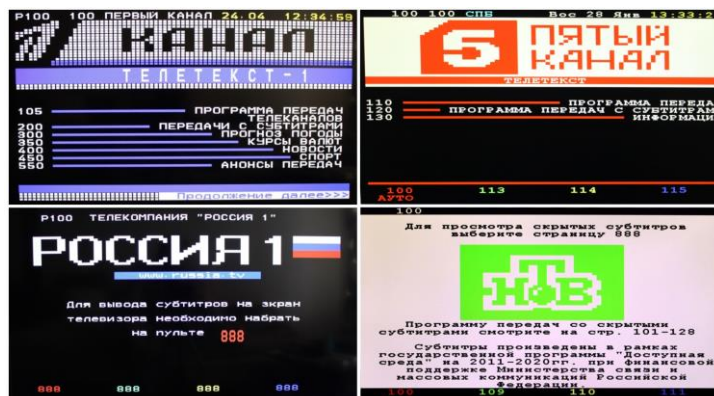 P100 100 ПЕРВЫЙ КАНАЛ 24.04 12:34:59
КАНАЛ
ТЕЛЕТЕКСТ-1
105 ПРОГРАММА ПЕРЕДАЧ
ТЕЛЕКАНАЛОВ
200 ПЕРЕДАЧИ С СУБТИТРАМИ
300 ПРОГНОЗ ПОГОДЫ
350 КУРСЫ ВАЛЮТ
400 НОВОСТИ
450 СПОРТ
550 АНОНСЫ ПЕРЕДАЧ
Продолжение далее>>>
100 100 СПБ Вос 28 Янв 13:33:2
5 ПЯТЫЙ
КАНАЛ
ТЕЛЕТЕКСТ
110 ПРОГРАММА ПЕРЕДА
120 ПРОГРАММА ПЕРЕДАЧ С СУБТИТРАМ
130 ИНФОРМАЦИ
100 113 114 115
АУТО
P100 ТЕЛЕКОМПАНИЯ "РОССИЯ 1"
РОССИЯ 1
www.russia.tv
Для вывода субтитров на экран
телевизора необходимо набрать
на пульте 888
888 888 888 888
100
Для просмотра скрытых субтитров
выберите страницу 888
НТВ
Программу передач со скрытыми
субтитрами смотрите на стр. 101-128
Субтитры произведены в рамках
государственной программы "Доступная
среда" на 2011-2020гг. при финансовой
поддержке Министерства связи и
массовых коммуникаций Российской
Федерации.
100 109 110 111